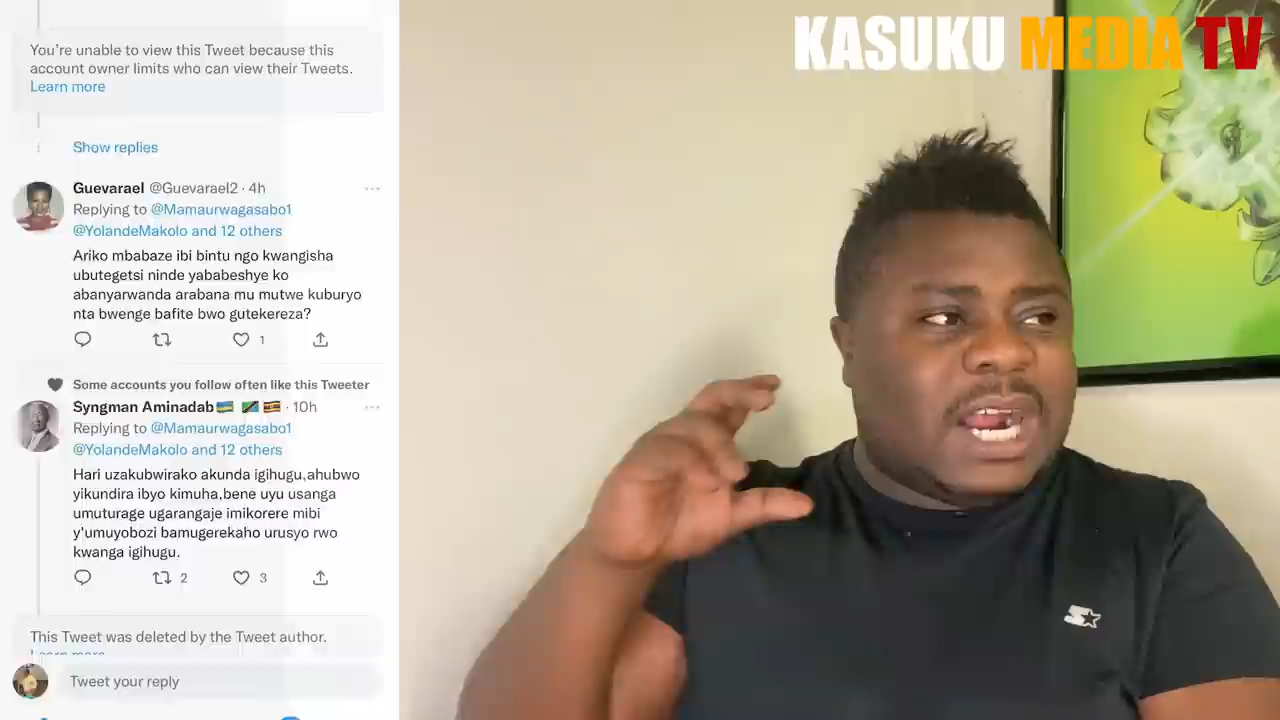 You're unable to view this Tweet because this
account owner limits who can view their Tweets.
Learn more
Show replies
Guevarael @Guevarael2 · 4h
Replying to @Mamaurwagasabo1
@YolandeMakolo and 12 others
Ariko mbabaze ibi bintu ngo kwangisha
ubutegetsi ninde yababeshye ko
abanyarwanda arabana mu mutwe kuburyo
nta bwenge bafite bwo gutekereza?
1
Some accounts you follow often like this Tweeter
Syngman Aminadab · 10h
Replying to @Mamaurwagasabo1
@YolandeMakolo and 12 others
Hari uzakubwirako akunda igihugu,ahubwo
yikundira ibyo kimuha,bene uyu usanga
umuturage ugarangaje imikorere mibi
y'umuyobozi bamugerekaho urusyo rwo
kwanga igihugu.
2 3
This Tweet was deleted by the Tweet author.
Learn more
Tweet your reply
KASUKU MEDIA TV